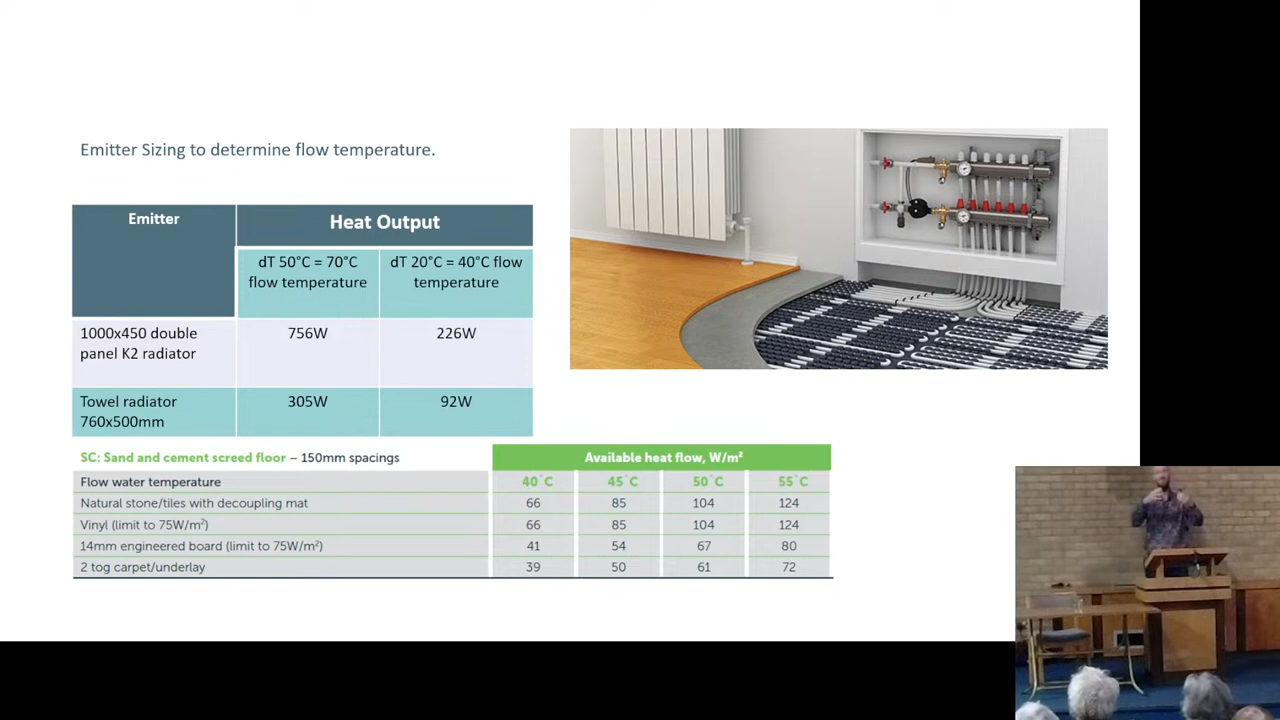 Emitter Sizing to determine flow temperature.
Emitter
Heat Output
dT 50°C = 70°C
flow temperature
dT 20°C = 40°C flow
temperature
1000x450 double
panel K2 radiator
756W
226W
Towel radiator
760x500mm
305W
92W
SC: Sand and cement screed floor – 150mm spacings
Available heat flow, W/m²
Flow water temperature 40°C 45°C 50°C 55°C
Natural stone/tiles with decoupling mat 66 85 104 124
Vinyl (limit to 75W/m²) 66 85 104 124
14mm engineered board (limit to 75W/m²) 41 54 67 80
2 tog carpet/underlay 39 50 61 72